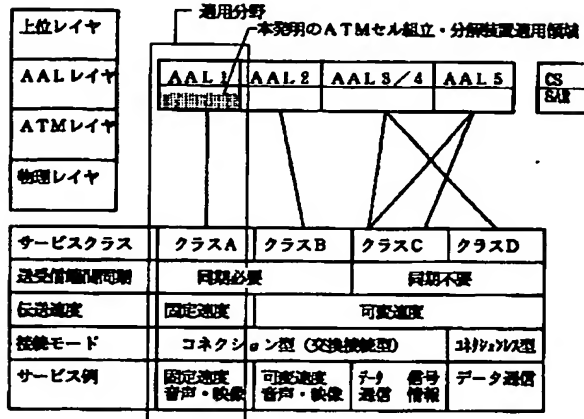 適用分野
本発明のATMセル組立・分解装置適用領域
上位レイヤ
AALレイヤ
AAL1 AAL2 AAL3/4 AAL5
CS
SAR
ATMレイヤ
物理レイヤ
サービスクラス クラスA クラスB クラスC クラスD
送受信端間同期 同期必要 同期不要
伝送速度 固定速度 可変速度
接続モード コネクション型(交換接続型) コネクションレス型
サービス例 固定速度 可変速度 データ 信号 データ通信
音声・映像 音声・映像 通信 情報